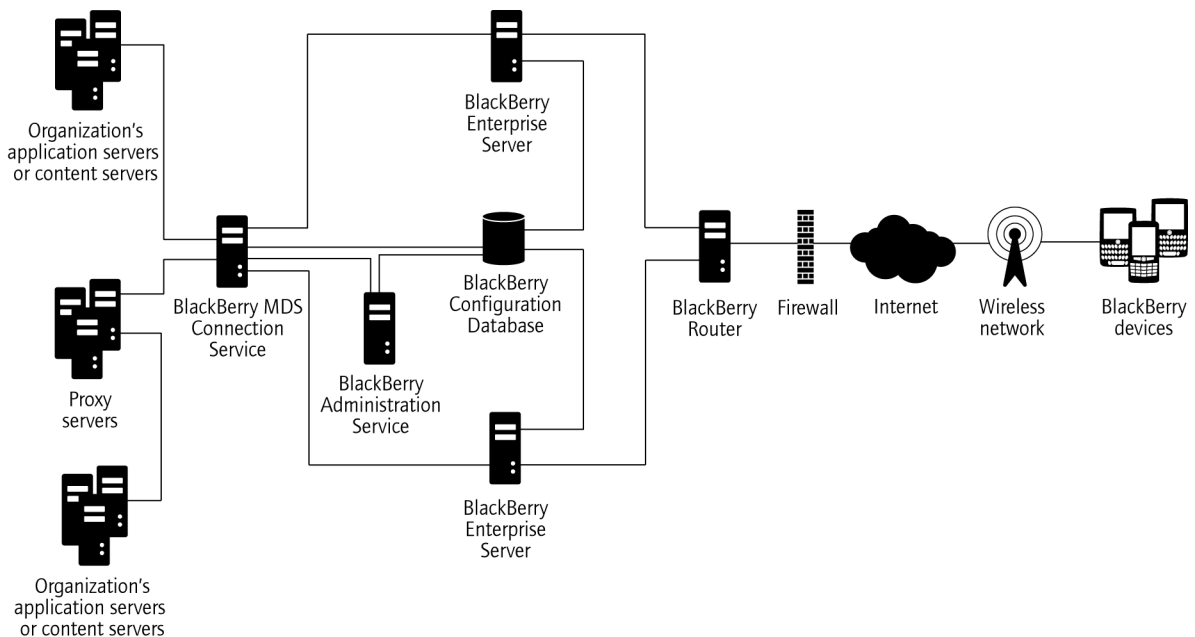 Organization's
application servers
or content servers
BlackBerry
Enterprise
Server
BlackBerry MDS
Connection
Service
BlackBerry
Configuration
Database
BlackBerry
Router
Firewall
Internet
Wireless
network
BlackBerry
devices
Proxy
servers
BlackBerry
Administration
Service
BlackBerry
Enterprise
Server
Organization's
application servers
or content servers